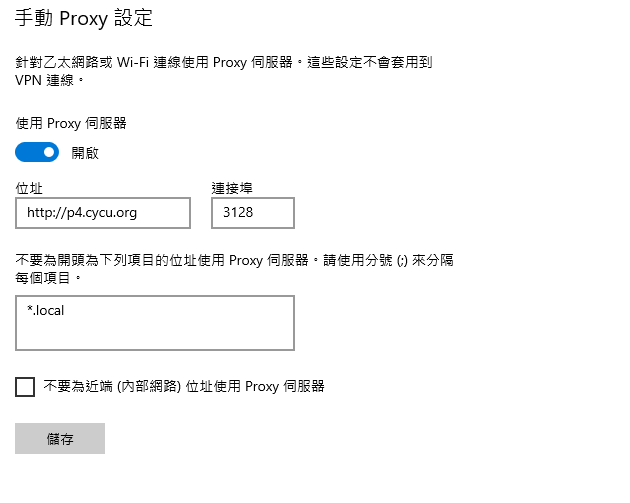 手動 Proxy 設定
針對乙太網路或 Wi-Fi 連線使用 Proxy 伺服器。這些設定不會套用到
VPN 連線。
使用 Proxy 伺服器
開啟
位址 連接埠
http://p4.cycu.org 3128
不要為開頭為下列項目的位址使用 Proxy 伺服器。請使用分號 (;) 來分隔
每個項目。
*.local
不要為近端 (內部網路) 位址使用 Proxy 伺服器
儲存